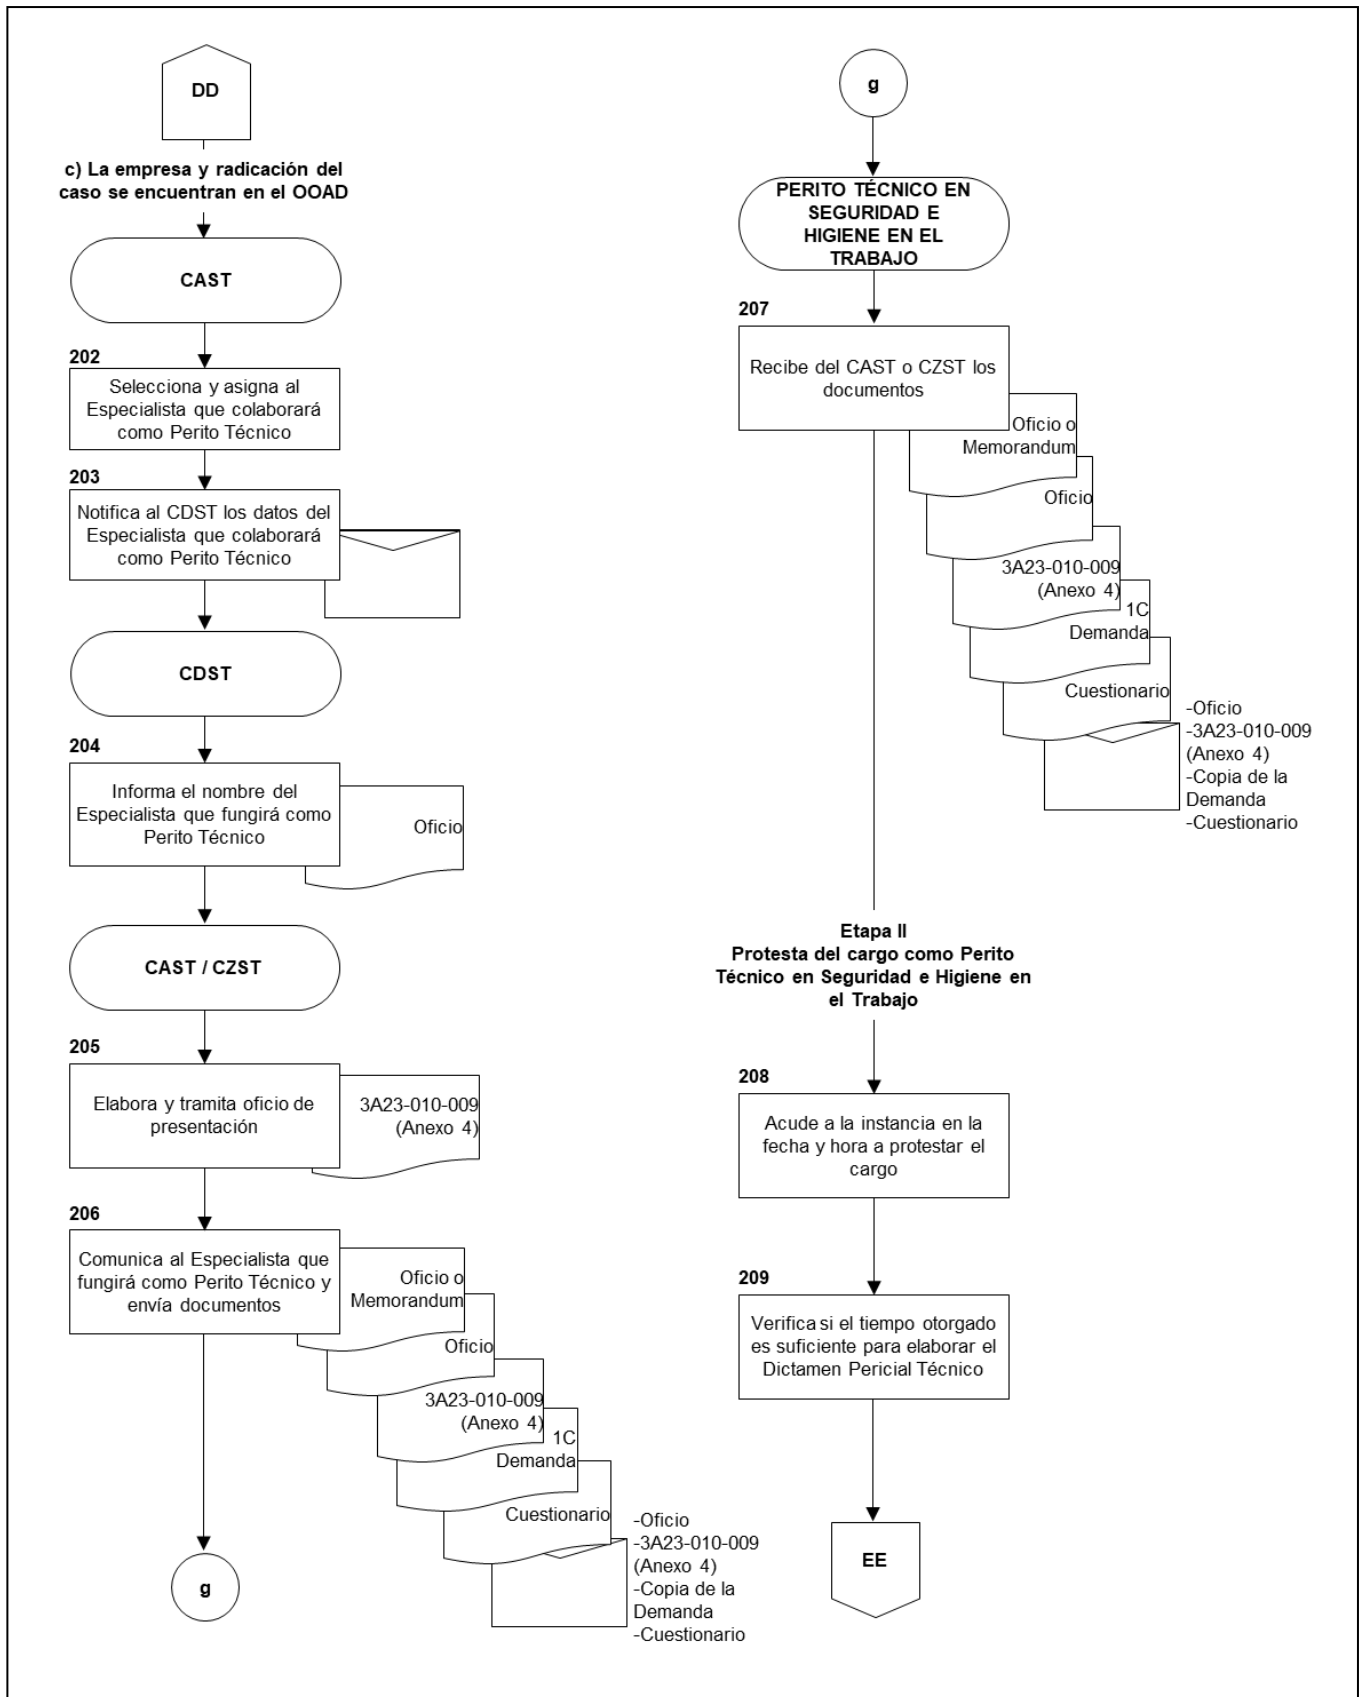 DD
c) La empresa y radicación del
caso se encuentran en el OOAD
CAST
202
Selecciona y asigna al
Especialista que colaborará
como Perito Técnico
203
Notifica al CDST los datos del
Especialista que colaborará
como Perito Técnico
CDST
204
Informa el nombre del
Especialista que fungirá como
Perito Técnico
Oficio
CAST / CZST
205
Elabora y tramita oficio de
presentación
3A23-010-009
(Anexo 4)
206
Comunica al Especialista que
fungirá como Perito Técnico y
envía documentos
Oficio o
Memorandum
Oficio
3A23-010-009
(Anexo 4)
1C
Demanda
Cuestionario
-Oficio
-3A23-010-009
(Anexo 4)
-Copia de la
Demanda
-Cuestionario
g
g
PERITO TÉCNICO EN
SEGURIDAD E
HIGIENE EN EL
TRABAJO
207
Recibe del CAST o CZST los
documentos
Oficio o
Memorandum
Oficio
3A23-010-009
(Anexo 4)
1C
Demanda
Cuestionario
-Oficio
-3A23-010-009
(Anexo 4)
-Copia de la
Demanda
-Cuestionario
Etapa II
Protesta del cargo como Perito
Técnico en Seguridad e Higiene en
el Trabajo
208
Acude a la instancia en la
fecha y hora a protestar el
cargo
209
Verifica si el tiempo otorgado
es suficiente para elaborar el
Dictamen Pericial Técnico
EE